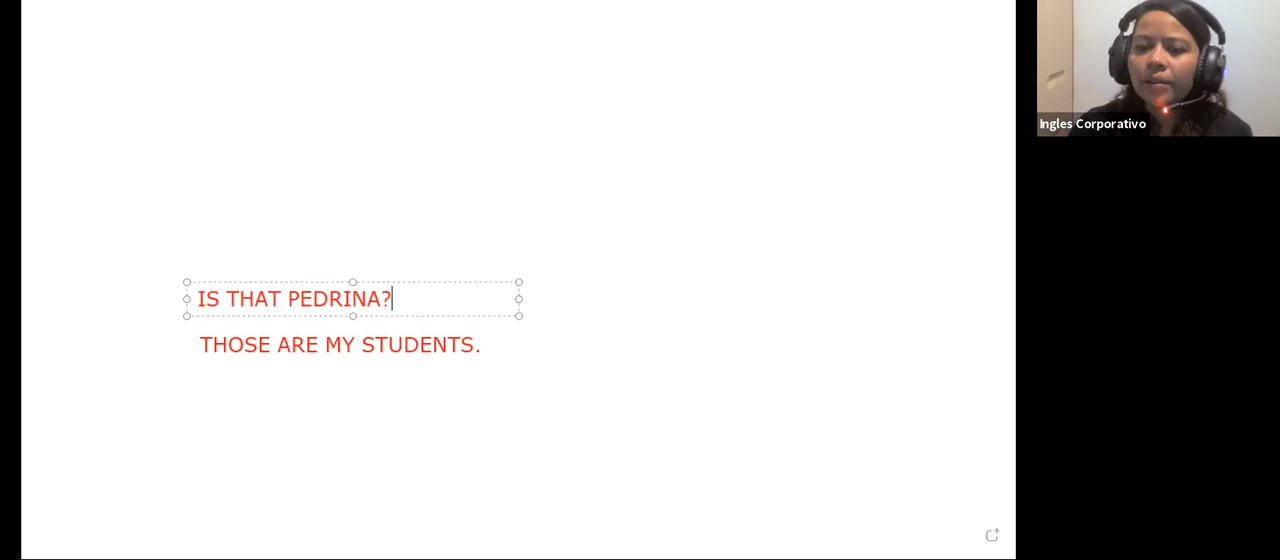 IS THAT PEDRINA?
THOSE ARE MY STUDENTS.
Ingles Corporativo